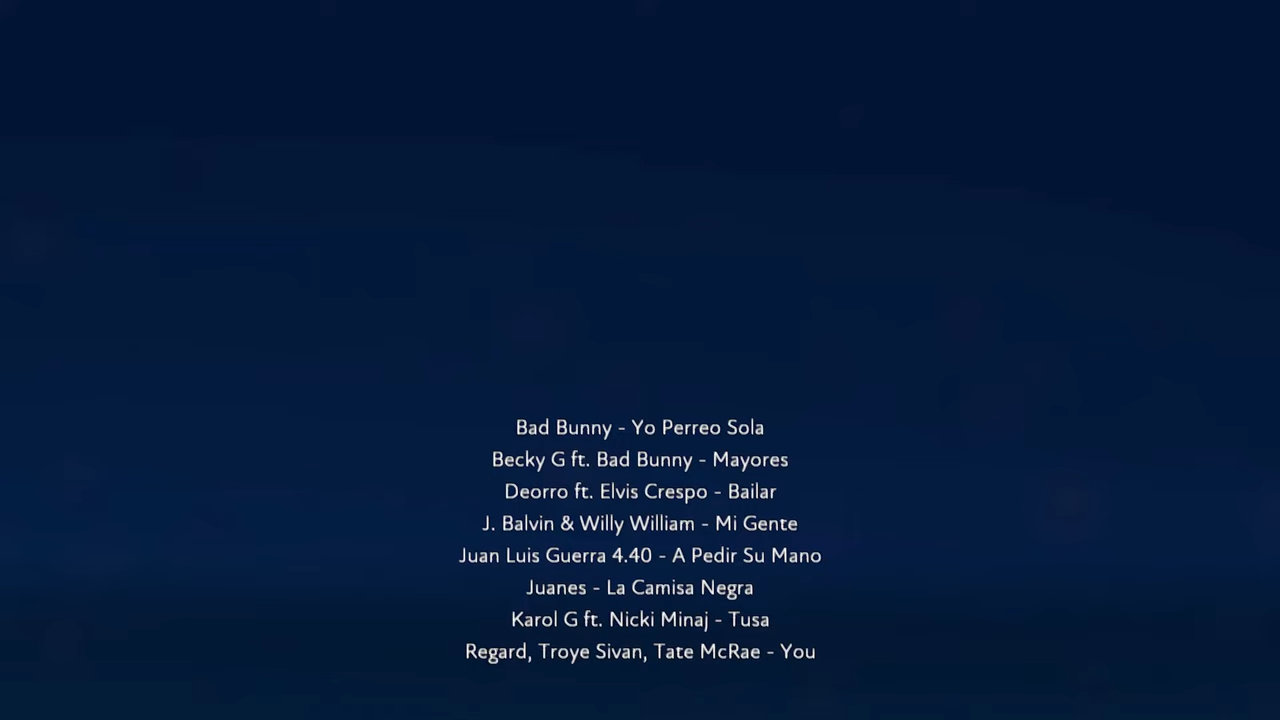 Bad Bunny - Yo Perreo Sola
Becky G ft. Bad Bunny - Mayores
Deorro ft. Elvis Crespo - Bailar
J. Balvin & Willy William - Mi Gente
Juan Luis Guerra 4.40 - A Pedir Su Mano
Juanes - La Camisa Negra
Karol G ft. Nicki Minaj - Tusa
Regard, Troye Sivan, Tate McRae - You